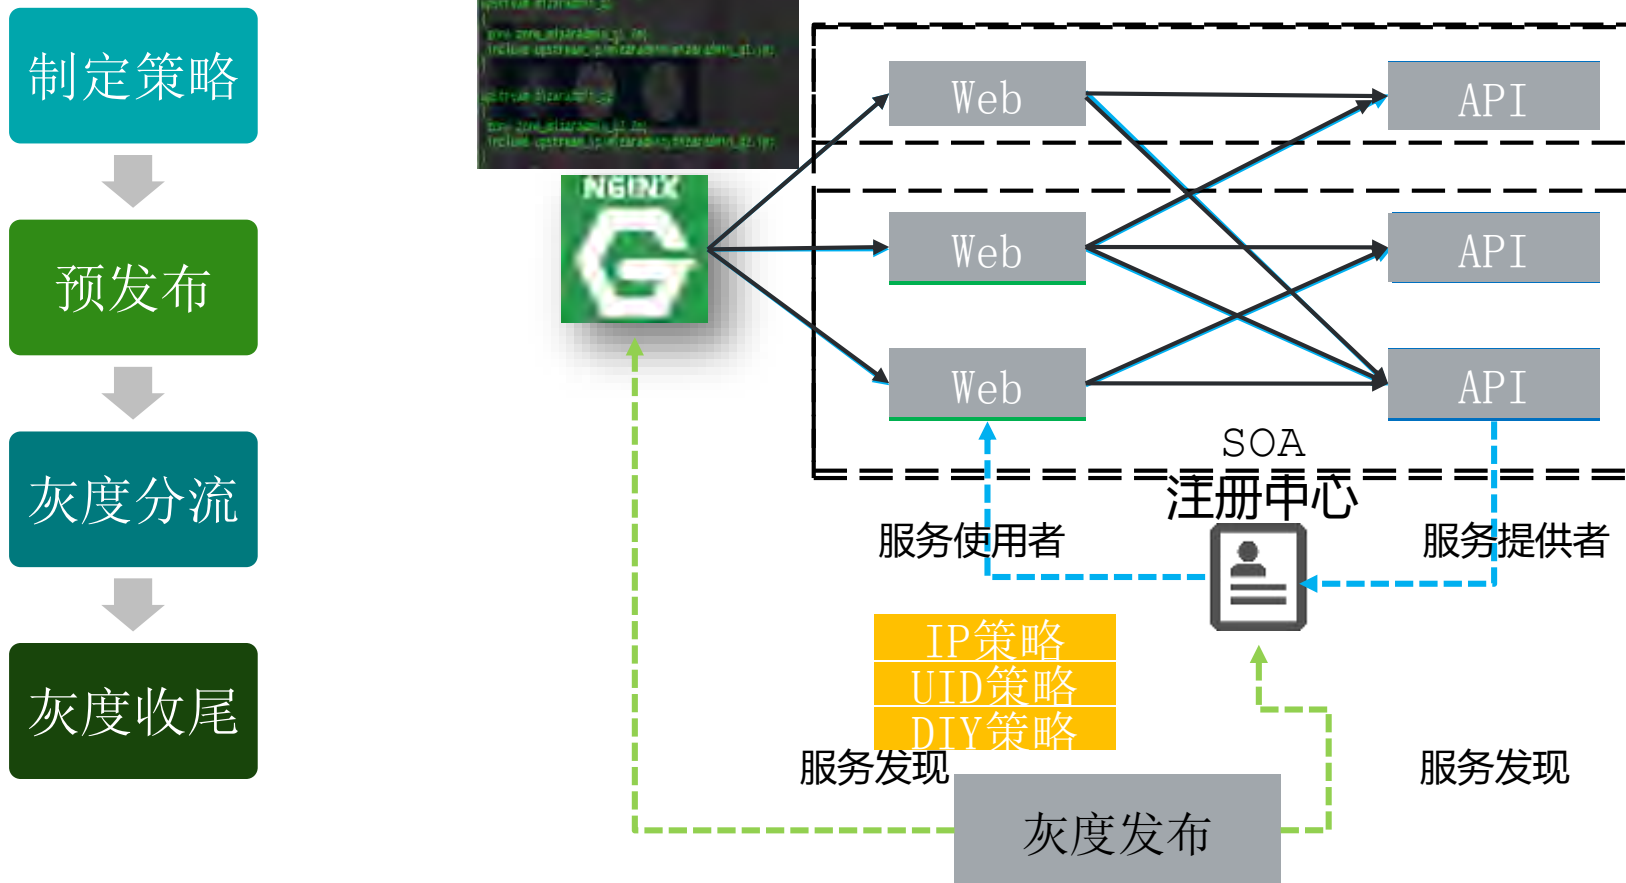 制定策略
预发布
灰度分流
灰度收尾
NGINX
Web
API
Web
API
Web
API
SOA
注册中心
服务使用者
服务提供者
IP策略
UID策略
DIY策略
服务发现
服务发现
灰度发布